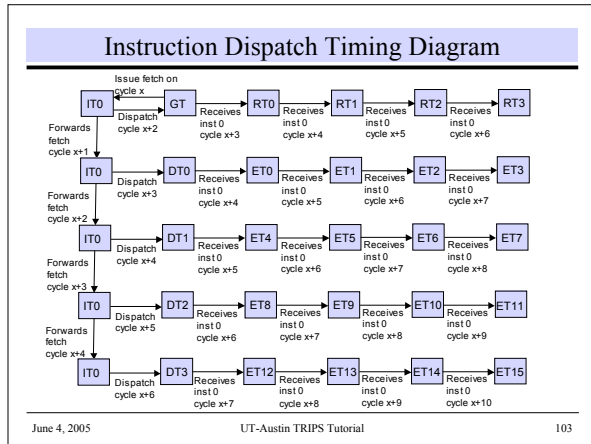 Instruction Dispatch Timing Diagram
Issue fetch on
cycle x
IT0
GT
RT0
RT1
RT2
RT3
Dispatch
cycle x+2
Receives
inst 0
cycle x+3
Receives
inst 0
cycle x+4
Receives
inst 0
cycle x+5
Receives
inst 0
cycle x+6
Forwards
fetch
cycle x+1
IT0
DT0
ET0
ET1
ET2
ET3
Dispatch
cycle x+3
Receives
inst 0
cycle x+4
Receives
inst 0
cycle x+5
Receives
inst 0
cycle x+6
Receives
inst 0
cycle x+7
Forwards
fetch
cycle x+2
IT0
DT1
ET4
ET5
ET6
ET7
Dispatch
cycle x+4
Receives
inst 0
cycle x+5
Receives
inst 0
cycle x+6
Receives
inst 0
cycle x+7
Receives
inst 0
cycle x+8
Forwards
fetch
cycle x+3
IT0
DT2
ET8
ET9
ET10
ET11
Dispatch
cycle x+5
Receives
inst 0
cycle x+6
Receives
inst 0
cycle x+7
Receives
inst 0
cycle x+8
Receives
inst 0
cycle x+9
Forwards
fetch
cycle x+4
IT0
DT3
ET12
ET13
ET14
ET15
Dispatch
cycle x+6
Receives
inst 0
cycle x+7
Receives
inst 0
cycle x+8
Receives
inst 0
cycle x+9
Receives
inst 0
cycle x+10
June 4, 2005
UT-Austin TRIPS Tutorial
103